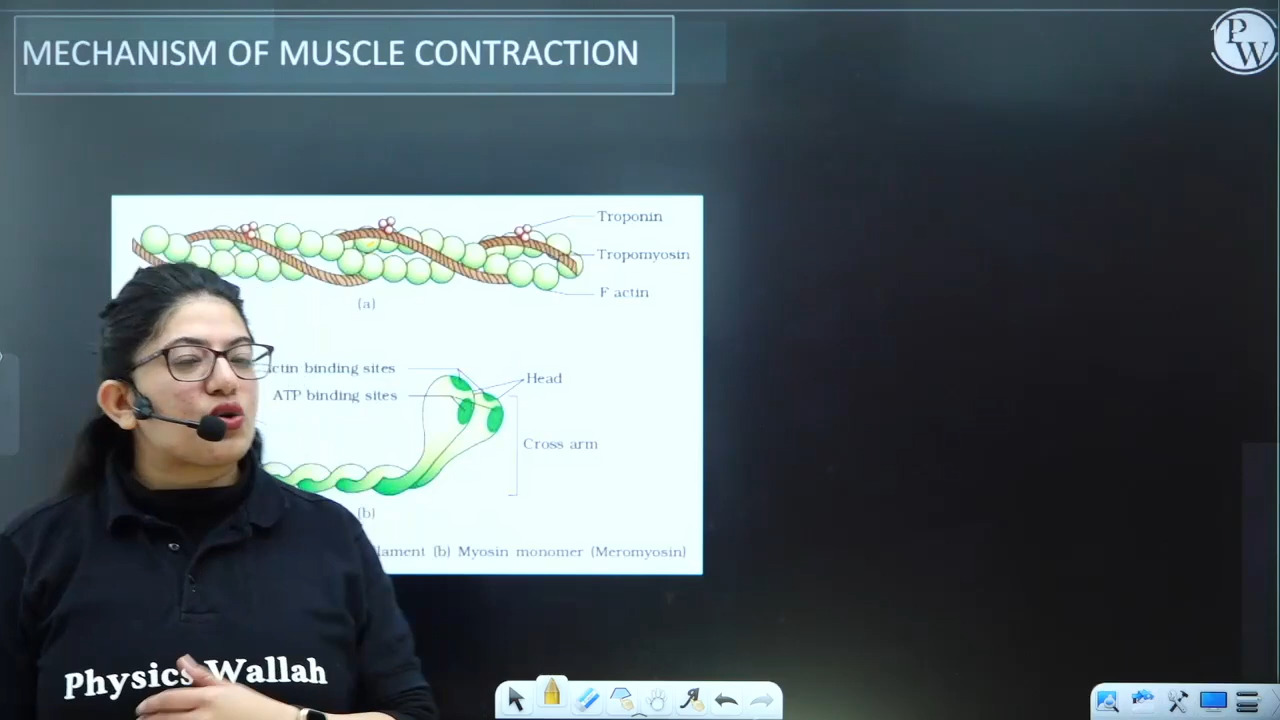 MECHANISM OF MUSCLE CONTRACTION
PW
Troponin
Tropomyosin
F actin
(a)
ctin binding sites
Head
ATP binding sites
Cross arm
(b)
lament (b) Myosin monomer (Meromyosin)
Physics Wallah